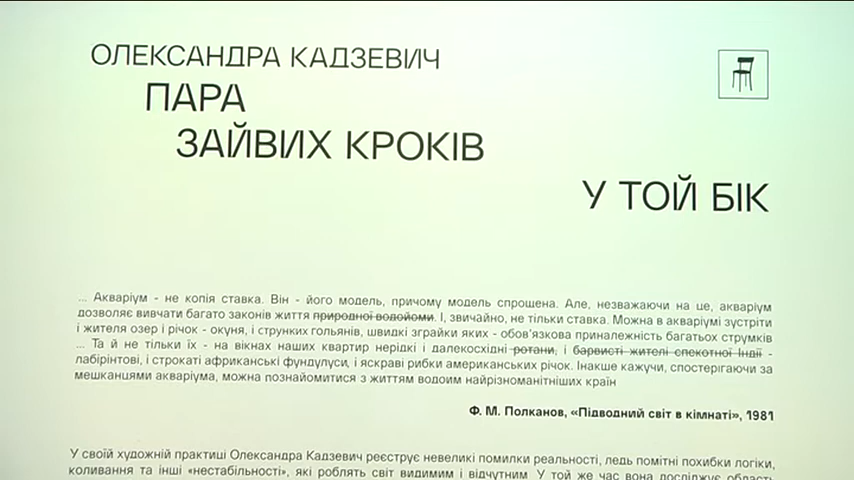 ОЛЕКСАНДРА КАДЗЕВИЧ
ПАРА
ЗАЙВИХ КРОКІВ
У ТОЙ БІК
... Акваріум - не копія ставка. Він - його модель, причому модель спрощена. Але, незважаючи на це, акваріум
дозволяє вивчати багато законів життя природної водойоми. І, звичайно, не тільки ставка. Можна в акваріумі зустріти
і жителя озер і річок - окуня, і струнких гольянів, швидкі зграйки яких - обов'язкова приналежність багатьох струмків
... Та й не тільки їх - на вікнах наших квартир нерідкі і далекосхідні ротани, і барвисті жителі спекотної Індії -
лабірінтові, і строкаті африканські фундулуси, і яскраві рибки американських річок. Інакше кажучи, спостерігаючи за
мешканцями акваріума, можна познайомитися з життям водоим найрізноманітніших країн
Ф. М. Полканов, «Підводний світ в кімнаті», 1981
У своїй художній практиці Олександра Кадзевич реєструє невеликі помилки реальності, ледь помітні похибки логіки,
коливання та інші «нестабільності», які роблять світ видимим і відчутним. У той же час вона досліджує область